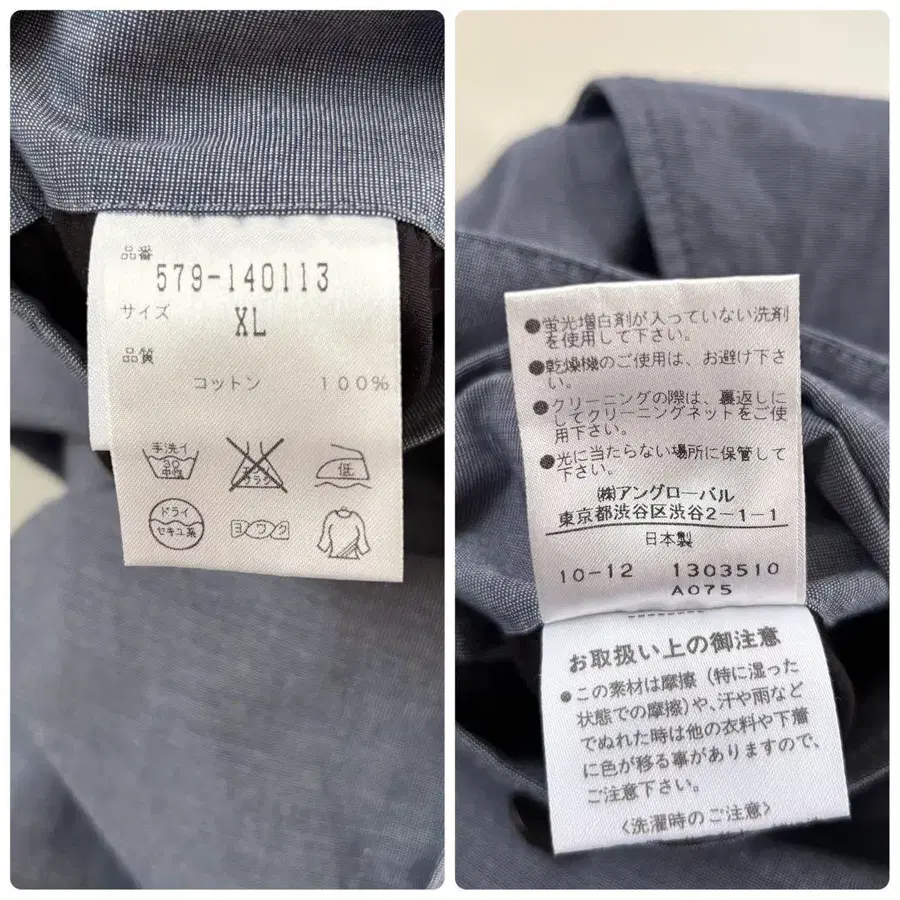 品番
579-140113
サイズ
XL
品質
コットン 100%
手洗イ
30
中性
エンソ
サラシ
低
ドライ
セキユ系
ヨワク
●蛍光増白剤が入っていない洗剤
を使用して下さい。
●乾燥機のご使用は、お避け下さ
い。
●クリーニングの際は、裏返しに
してクリーニングネットをご使
用下さい。
●光に当たらない場所に保管して
下さい。
㈱アングローバル
東京都渋谷区渋谷2-1-1
日本製
10-12 1303510
A075
お取扱い上の御注意
●この素材は摩擦(特に湿った
状態での摩擦)や、汗や雨など
でぬれた時は他の衣料や下着
に色が移る事がありますので、
ご注意下さい。
<洗濯時のご注意>